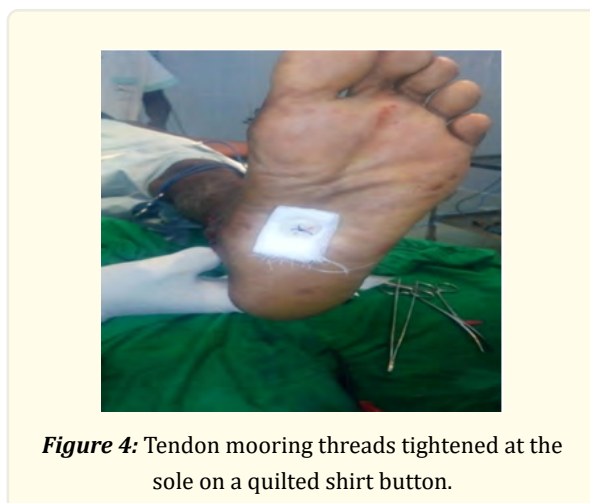 Figure 4: Tendon mooring threads tightened at the
sole on a quilted shirt button.